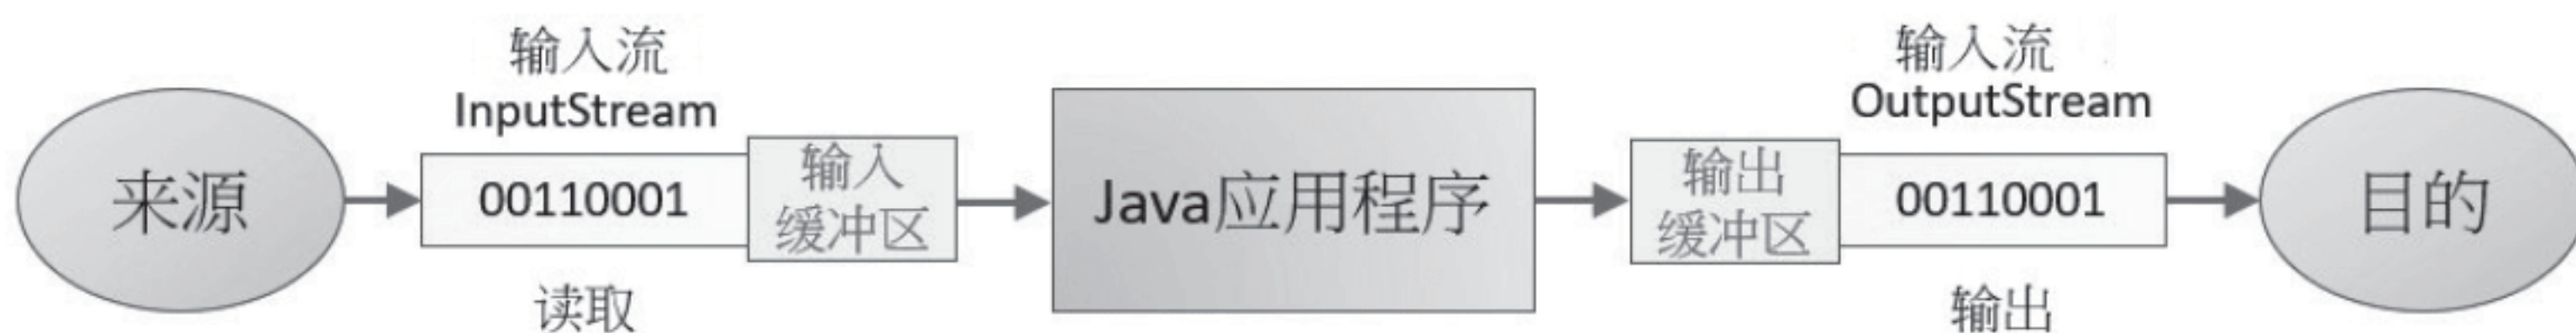 输入流
InputStream
来源
00110001
输入
缓冲区
读取
Java应用程序
输入流
OutputStream
输出
缓冲区
00110001
输出
目的